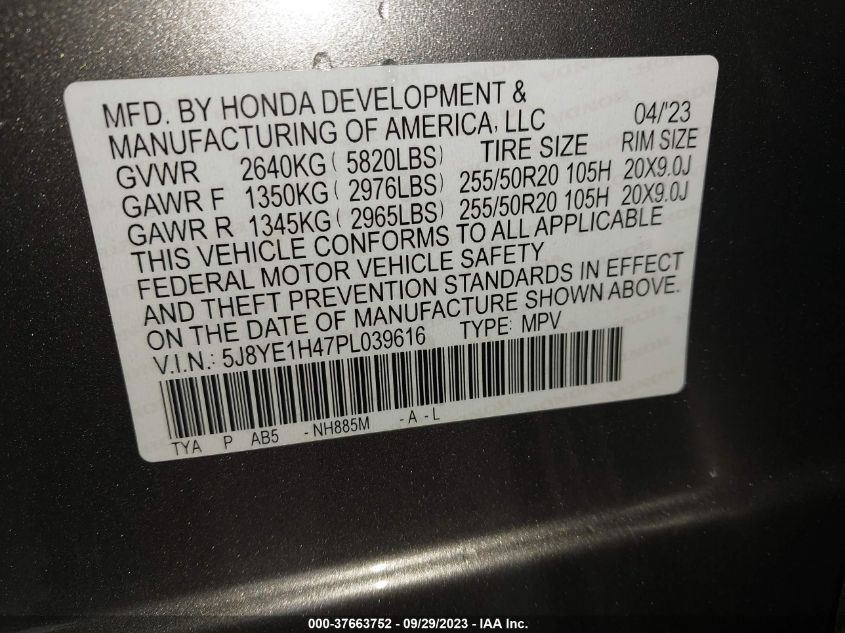 MFD. BY HONDA DEVELOPMENT &
MANUFACTURING OF AMERICA, LLC 04/'23
GVWR 2640KG ( 5820LBS) TIRE SIZE RIM SIZE
GAWR F 1350KG ( 2976LBS) 255/50R20 105H 20X9.0J
GAWR R 1345KG ( 2965LBS) 255/50R20 105H 20X9.0J
THIS VEHICLE CONFORMS TO ALL APPLICABLE
FEDERAL MOTOR VEHICLE SAFETY
AND THEFT PREVENTION STANDARDS IN EFFECT
ON THE DATE OF MANUFACTURE SHOWN ABOVE.
V.I.N.: 5J8YE1H47PL039616 TYPE: MPV
TYA P AB5 -NH885M -A-L
000-37663752 - 09/29/2023 - IAA Inc.